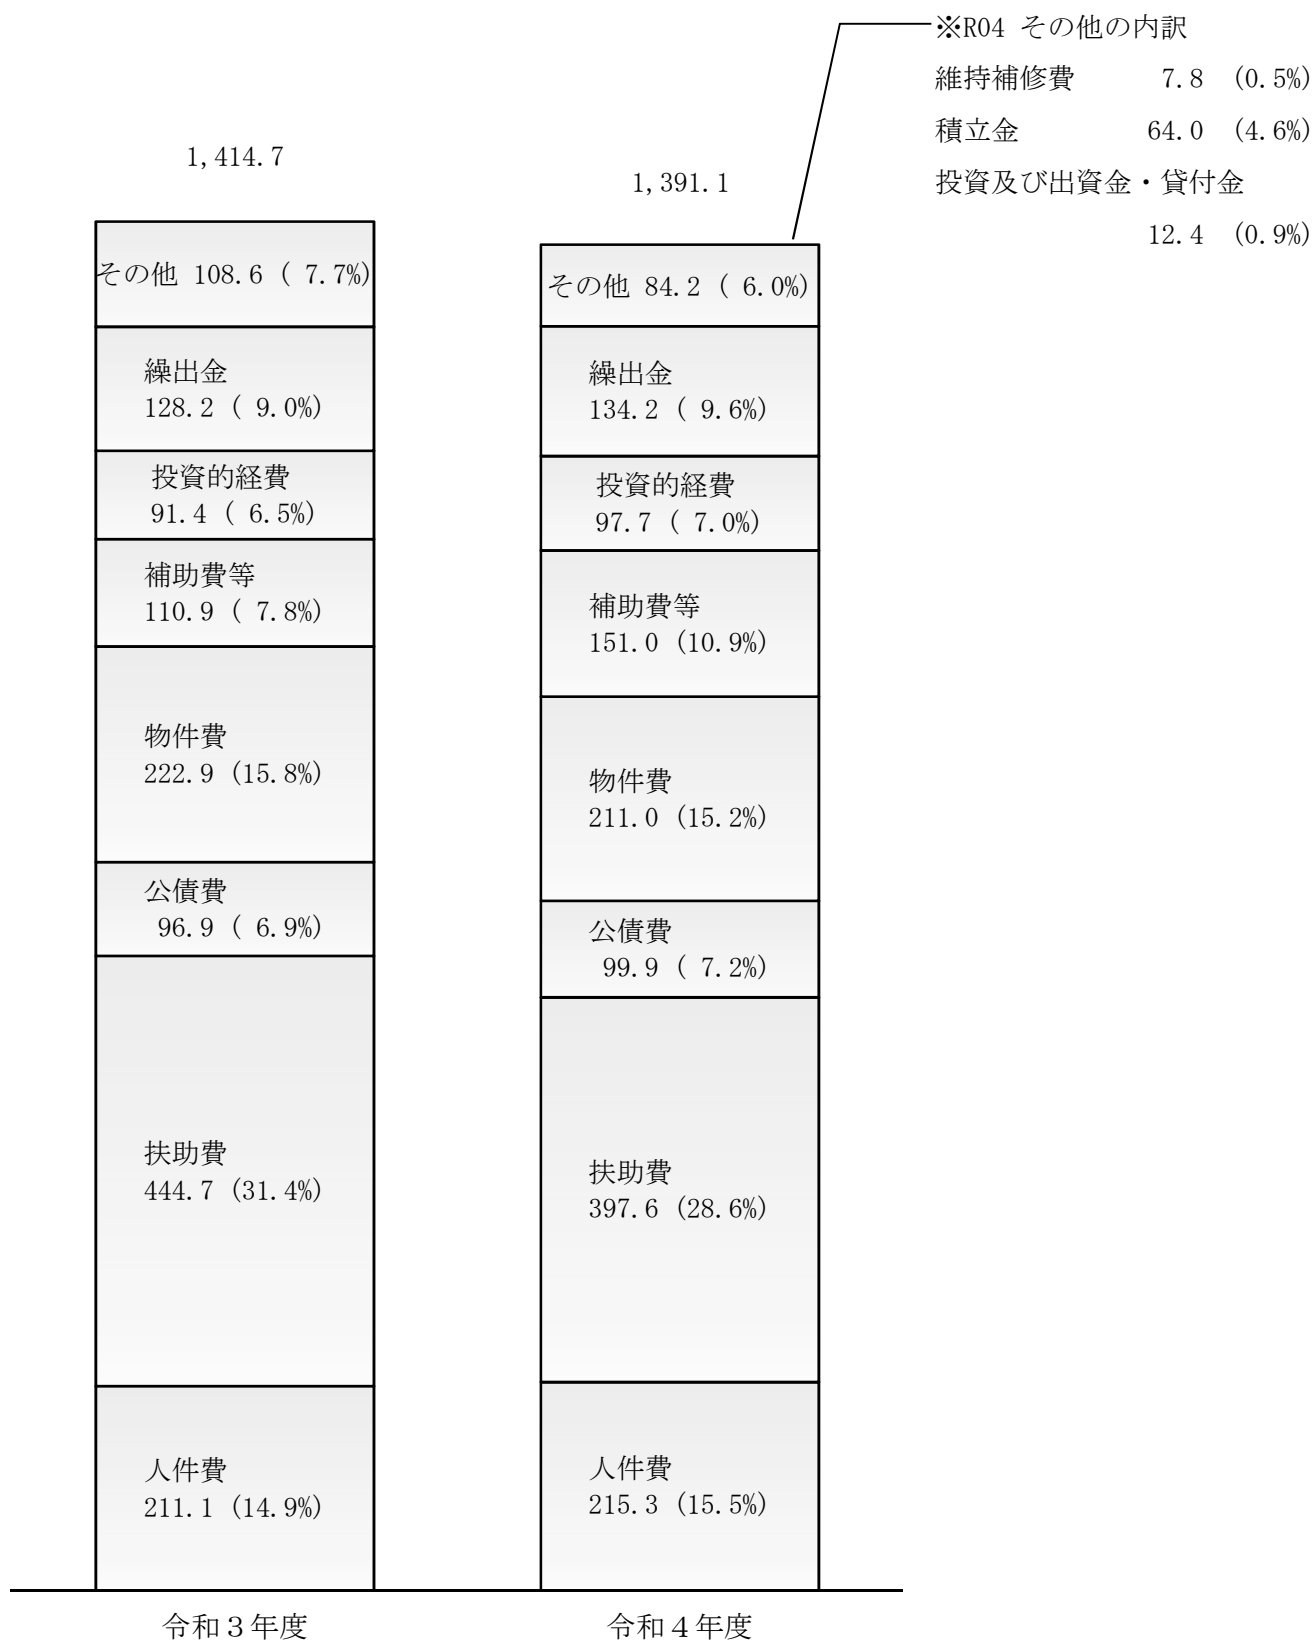 ※R04 その他の内訳
維持補修費 7.8 (0.5%)
積立金 64.0 (4.6%)
投資及び出資金・貸付金
12.4 (0.9%)
1,414.7
その他 108.6 ( 7.7%)
繰出金
128.2 ( 9.0%)
投資的経費
91.4 ( 6.5%)
補助費等
110.9 ( 7.8%)
物件費
222.9 (15.8%)
公債費
96.9 ( 6.9%)
扶助費
444.7 (31.4%)
人件費
211.1 (14.9%)
令和３年度
1,391.1
その他 84.2 ( 6.0%)
繰出金
134.2 ( 9.6%)
投資的経費
97.7 ( 7.0%)
補助費等
151.0 (10.9%)
物件費
211.0 (15.2%)
公債費
99.9 ( 7.2%)
扶助費
397.6 (28.6%)
人件費
215.3 (15.5%)
令和４年度